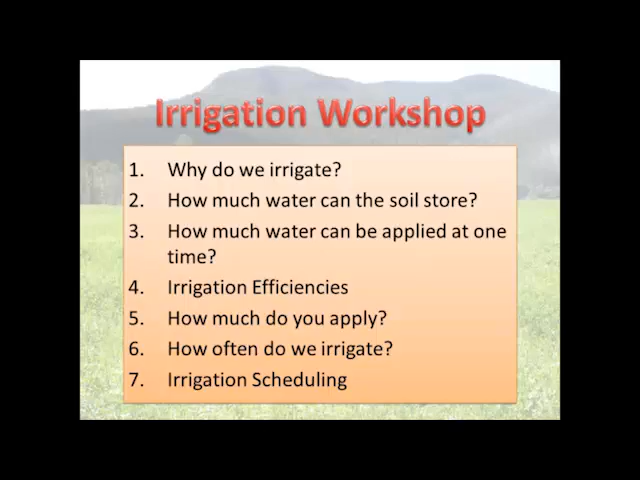 Irrigation Workshop
1. Why do we irrigate?
2. How much water can the soil store?
3. How much water can be applied at one
time?
4. Irrigation Efficiencies
5. How much do you apply?
6. How often do we irrigate?
7. Irrigation Scheduling